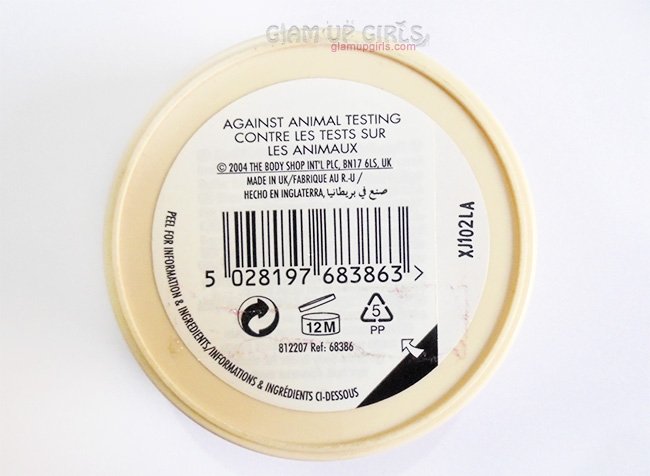 GLAM UP GIRLS
glamupgirls.com
AGAINST ANIMAL TESTING
CONTRE LES TESTS SUR
LES ANIMAUX
© 2004 THE BODY SHOP INT'L PLC, BN17 6LS, UK
MADE IN UK/FABRIQUE AU R.-U /
HECHO EN INGLATERRA, صنع في بريطانيا
5 028197 683863 >
12 M
5
PP
812207 Ref: 68386
XJ102LA
PEEL FOR INFORMATION & INGREDIENTS/INFORMATIONS & INGRÉDIENTS CI-DESSOUS